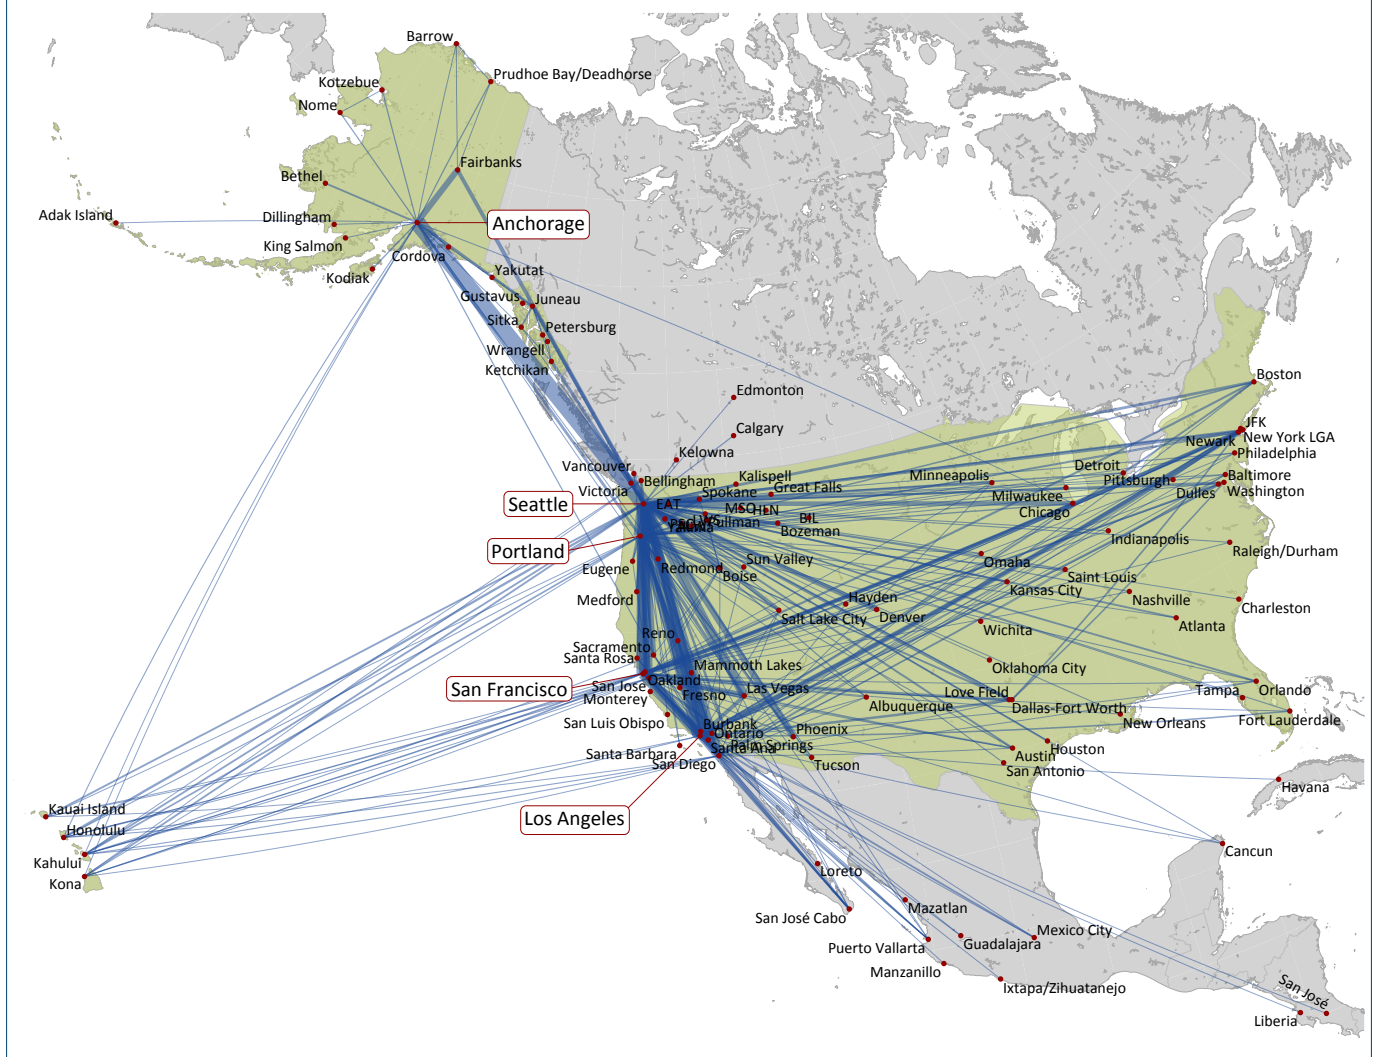 Barrow
Prudhoe Bay/Deadhorse
Kotzebue
Nome
Fairbanks
Bethel
Adak Island
Dillingham
Anchorage
King Salmon
Cordova
Kodiak
Yakutat
Gustavus
Juneau
Sitka
Petersburg
Wrangell
Ketchikan
Edmonton
Boston
Calgary
JFK
New York LGA
Newark
Philadelphia
Kelowna
Vancouver
Detroit
Pittsburgh
Baltimore
Washington
Dulles
Bellingham
Victoria
Kalispell
Great Falls
Minneapolis
Milwaukee
Chicago
Spokane
Seattle
EAT
MSO
HLN
LWS
Pullman
BIL
Yakima
Bozeman
Indianapolis
Portland
Raleigh/Durham
Eugene
Redmond
Boise
Sun Valley
Omaha
Saint Louis
Kansas City
Medford
Hayden
Denver
Salt Lake City
Nashville
Charleston
Atlanta
Wichita
Reno
Sacramento
Santa Rosa
Mammoth Lakes
Oklahoma City
San Francisco
Oakland
San Jose
Fresno
Monterey
Las Vegas
Albuquerque
Love Field
Dallas-Fort Worth
Tampa
Orlando
Fort Lauderdale
New Orleans
San Luis Obispo
Burbank
Ontario
Phoenix
Palm Springs
Santa Ana
Santa Barbara
San Diego
Tucson
Houston
Austin
San Antonio
Havana
Los Angeles
Kauai Island
Honolulu
Kahului
Kona
Cancun
Loreto
San José Cabo
Mazatlan
Mexico City
Puerto Vallarta
Guadalajara
Manzanillo
Ixtapa/Zihuatanejo
San José
Liberia